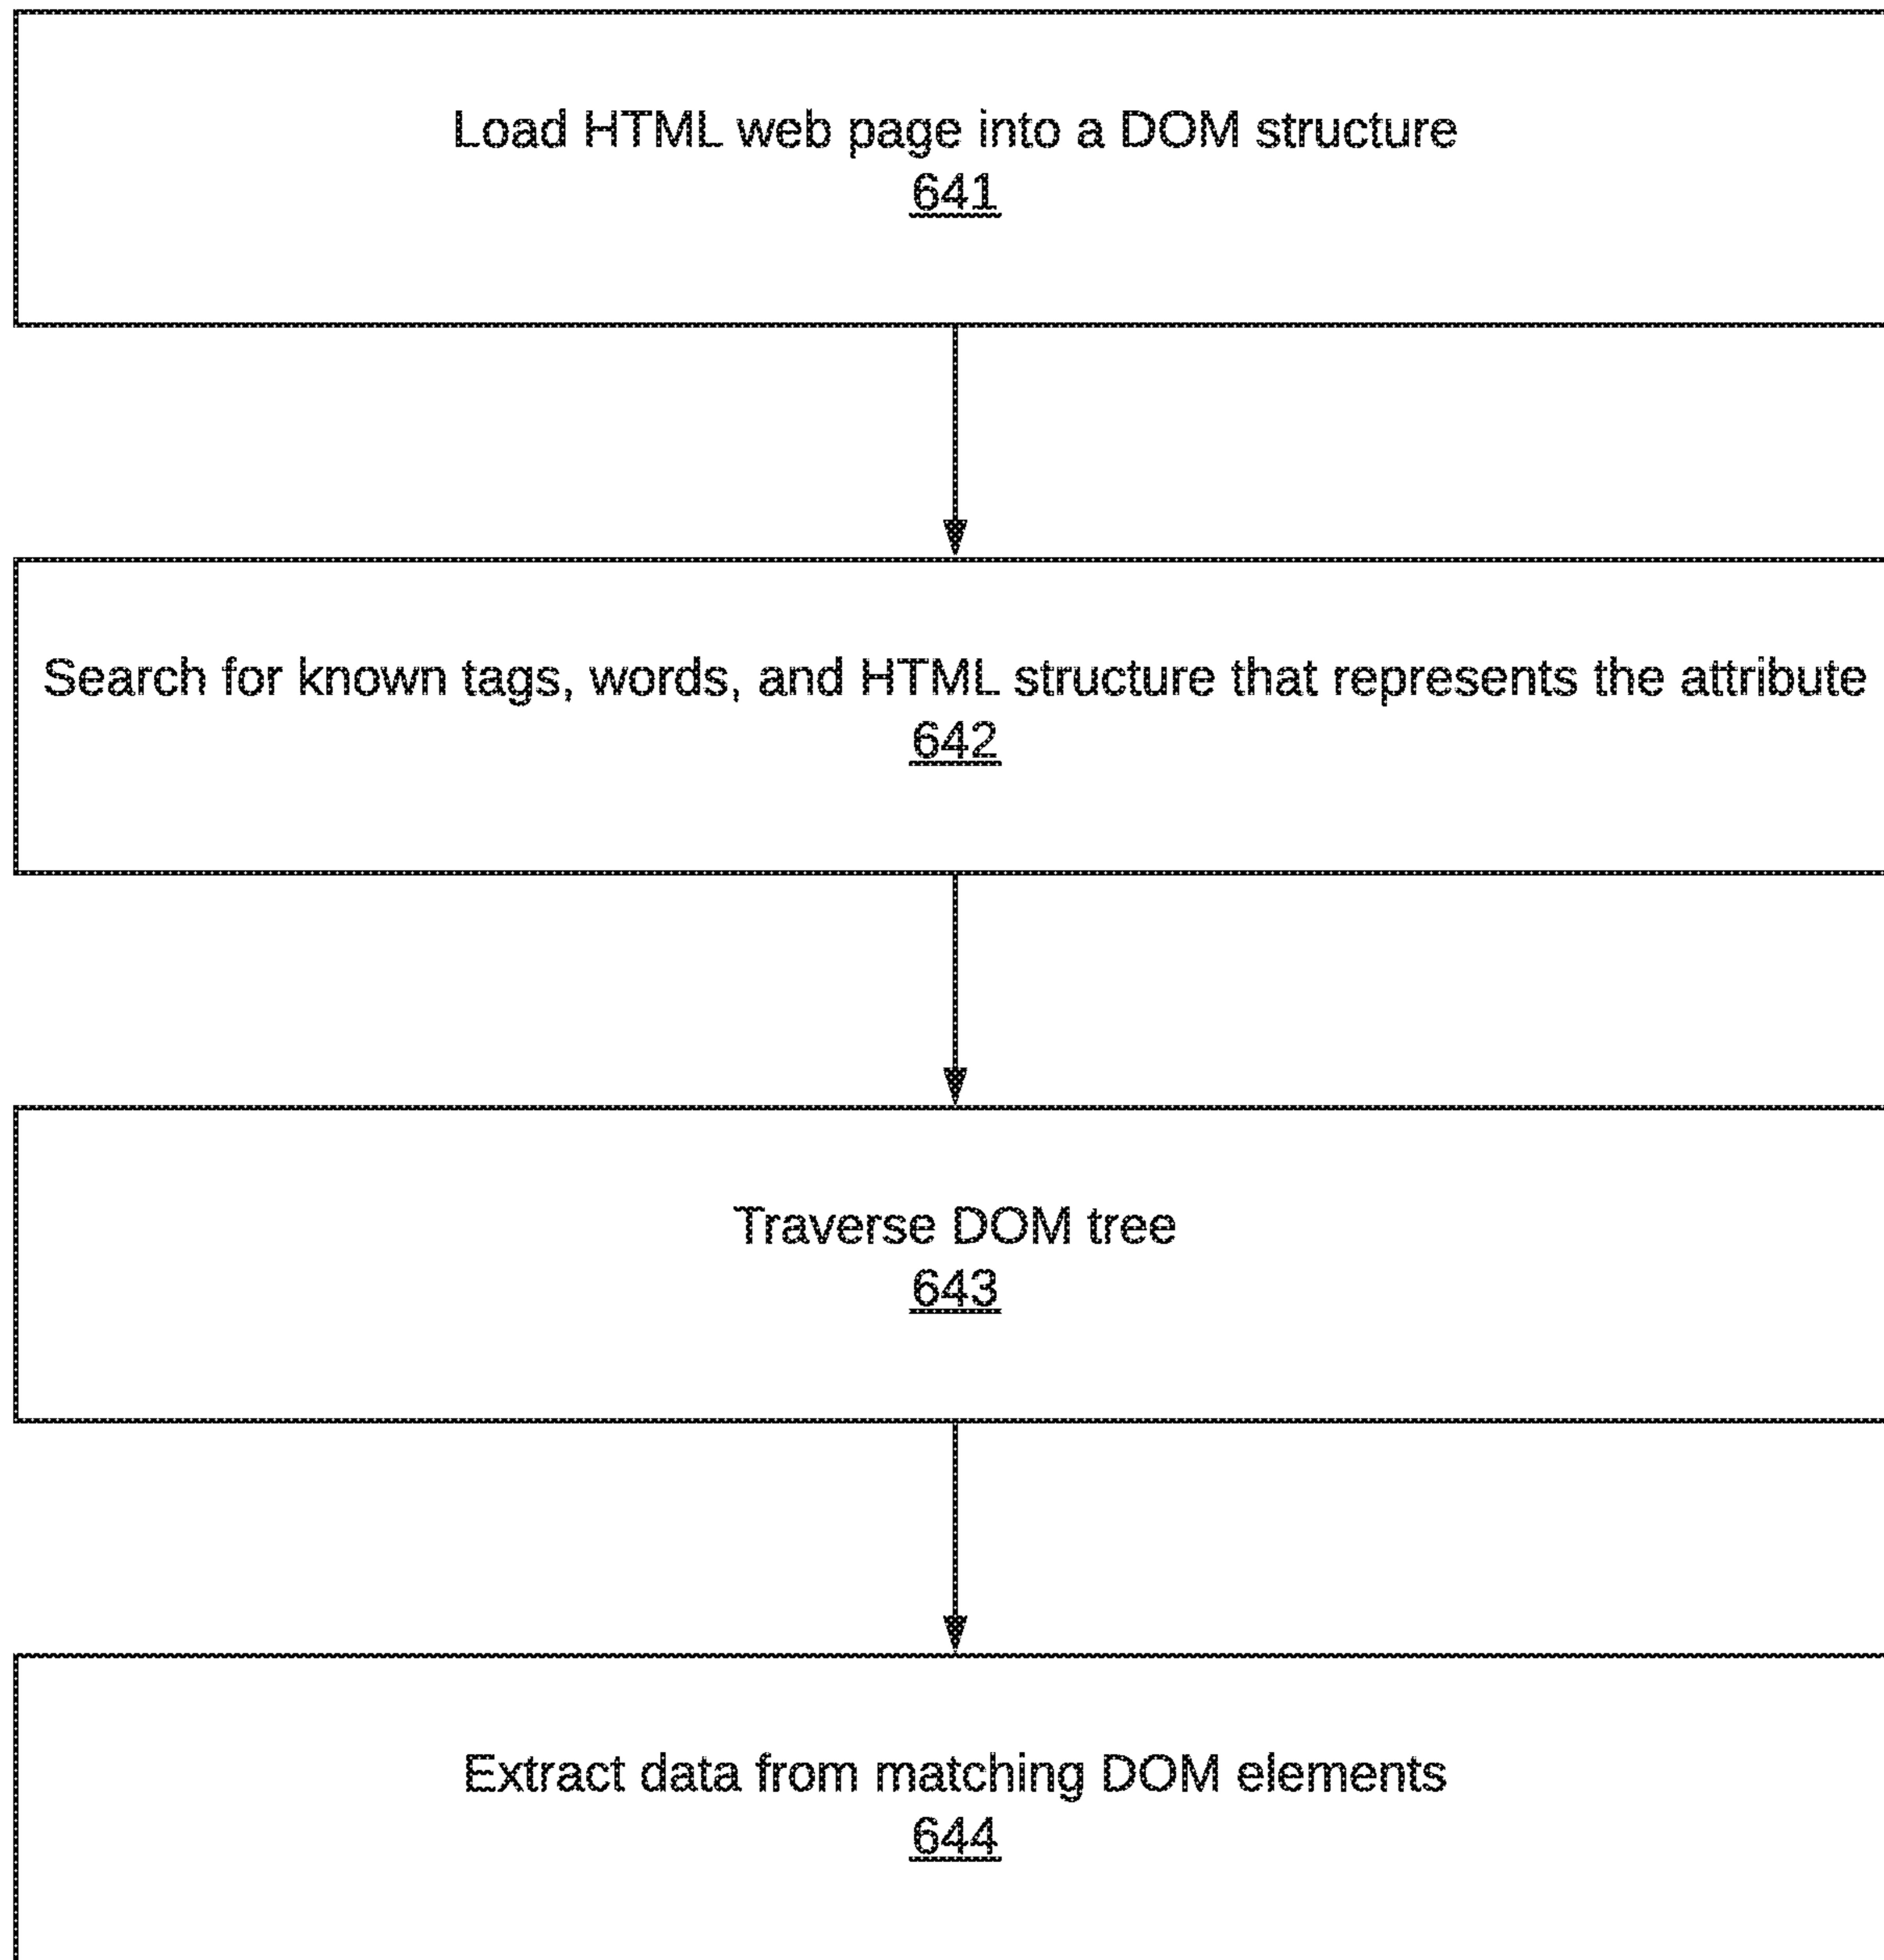 Load HTML web page into a DOM structure
641
Search for known tags, words, and HTML structure that represents the attribute
642
Traverse DOM tree
643
Extract data from matching DOM elements
644